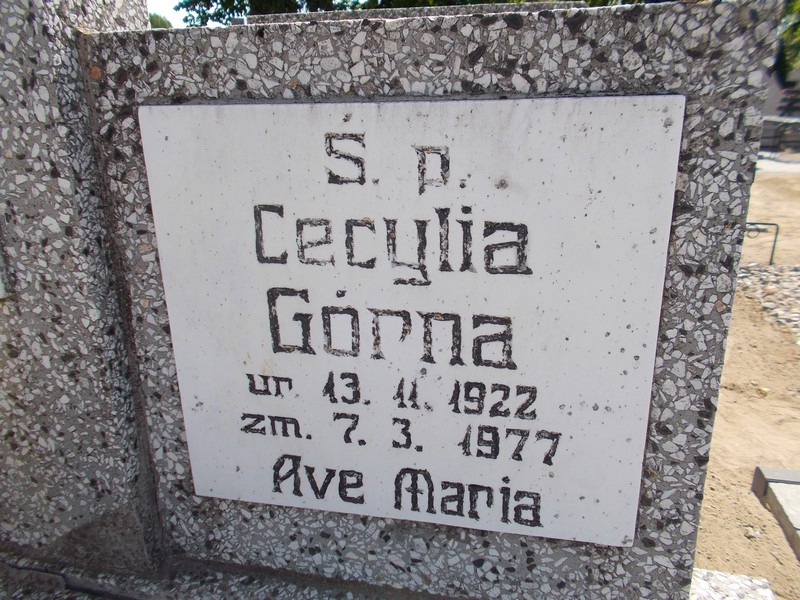 Ś. p.
Cecylia
Górna
ur 13. 11. 1922
zm. 7. 3. 1977
Ave Maria